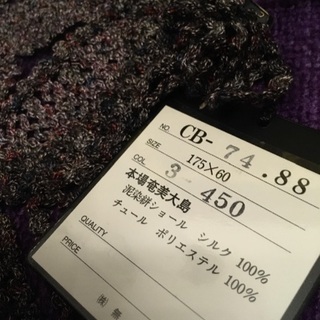 NO. CB-74.88
SIZE 175×60
COL. 3-450
本場奄美大島
泥染絣ショール シルク 100%
チュール ポリエステル 100%
QUALITY
PRICE